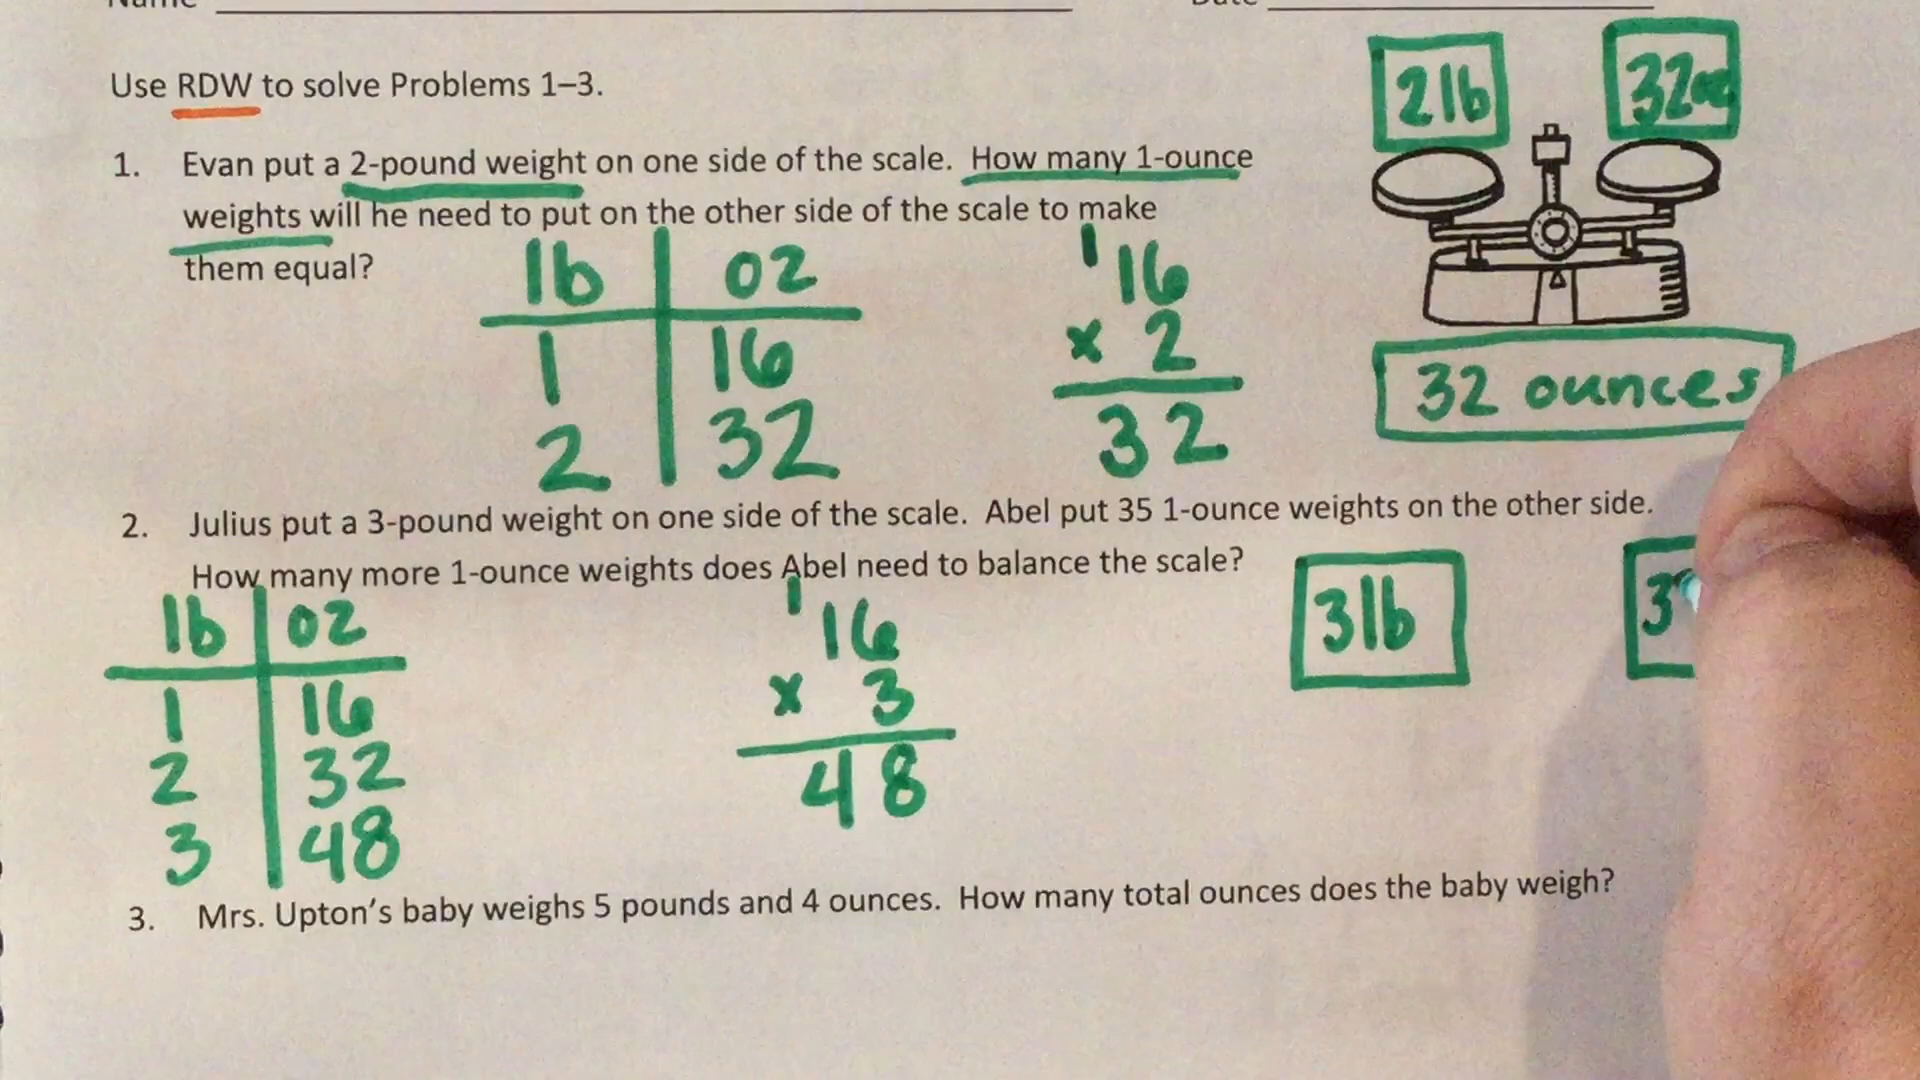 Use RDW to solve Problems 1–3.
2lb
32oz
1. Evan put a 2-pound weight on one side of the scale. How many 1-ounce
weights will he need to put on the other side of the scale to make
them equal?
lb oz
1 16
2 32
1
16
x 2
32
32 ounces
2. Julius put a 3-pound weight on one side of the scale. Abel put 35 1-ounce weights on the other side.
How many more 1-ounce weights does Abel need to balance the scale?
lb oz
1 16
2 32
3 48
1
16
x 3
48
3lb
3
3. Mrs. Upton's baby weighs 5 pounds and 4 ounces. How many total ounces does the baby weigh?